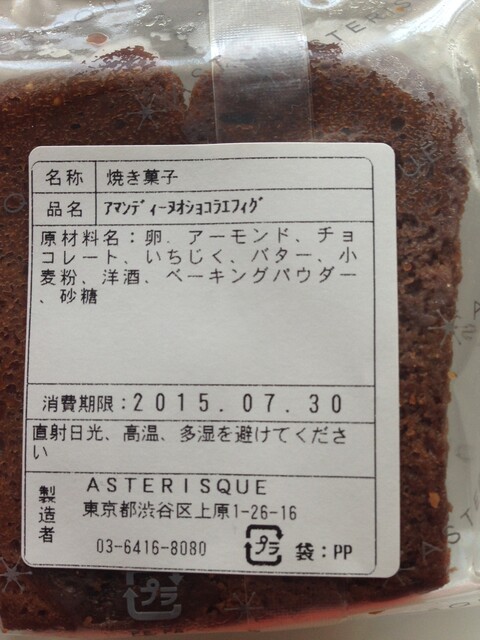 名称 焼き菓子
品名 ｱﾏﾝﾃﾞｨｰﾇｵｼｮｺﾗｴﾌｨｸﾞ
原材料名：卵．アーモンド、チョ
コレート、いちじく、バター、小
麦粉、洋酒、ベーキングパウダー
、砂糖
消費期限：2015.07.30
直射日光、高温、多湿を避けてくださ
い
製造者
ASTERISQUE
東京都渋谷区上原1-26-16
03-6416-8080
プラ 袋：PP
プラ